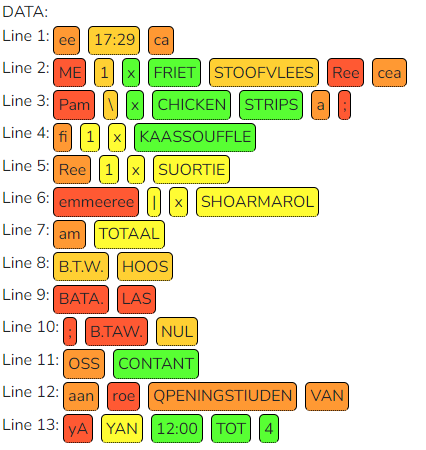 DATA:
Line 1: ee 17:29 ca
Line 2: ME 1 x FRIET STOOFVLEES Ree cea
Line 3: Pam \ x CHICKEN STRIPS a ;
Line 4: fi 1 x KAASSOUFFLE
Line 5: Ree 1 x SUORTIE
Line 6: emmeeree | x SHOARMAROL
Line 7: am TOTAAL
Line 8: B.T.W. HOOS
Line 9: BATA. LAS
Line 10: ; B.TAW. NUL
Line 11: OSS CONTANT
Line 12: aan roe QPENINGSTIUDEN VAN
Line 13: yA YAN 12:00 TOT 4